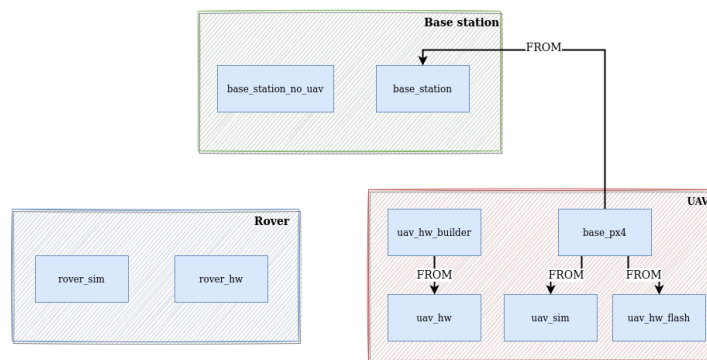 Base station
FROM
base_station_no_uav
base_station
UAV
Rover
uav_hw_builder
base_px4
rover_sim
rover_hw
FROM
FROM
FROM
uav_hw
uav_sim
uav_hw_flash